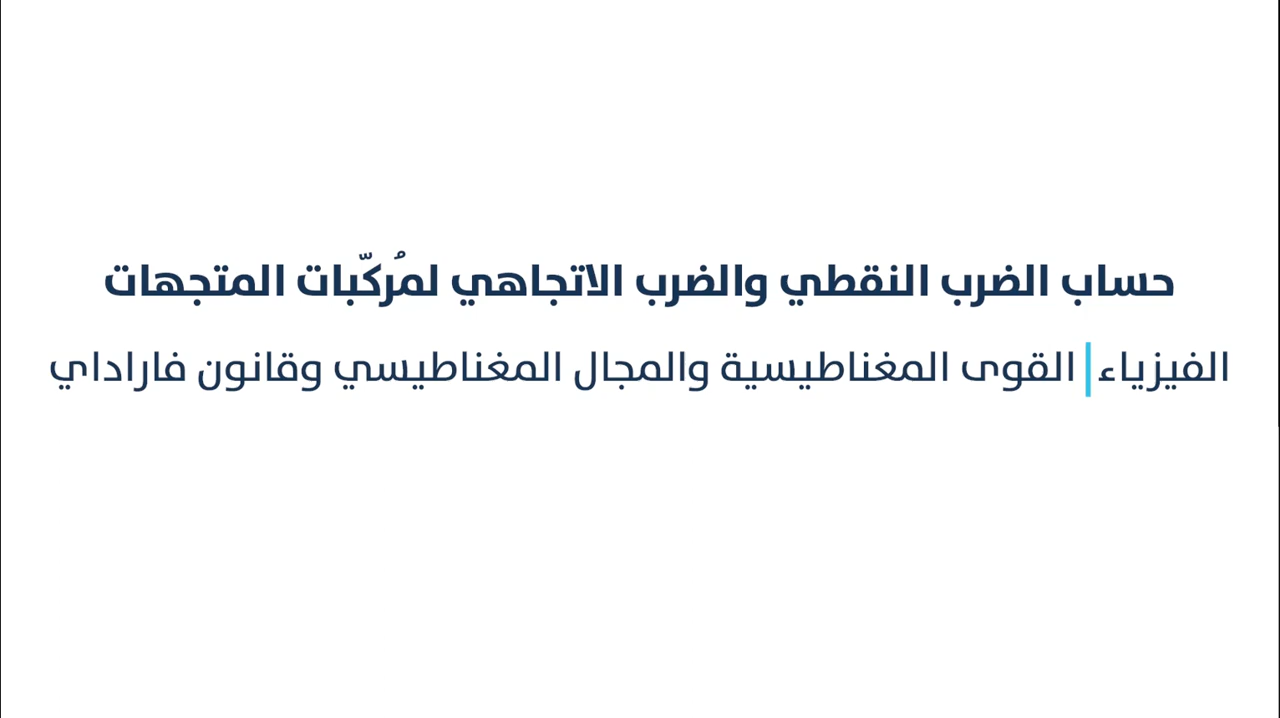 حساب الضرب النقطي والضرب الاتجاهي لمُركّبات المتجهات
الفيزياء | القوى المغناطيسية والمجال المغناطيسي وقانون فاراداي